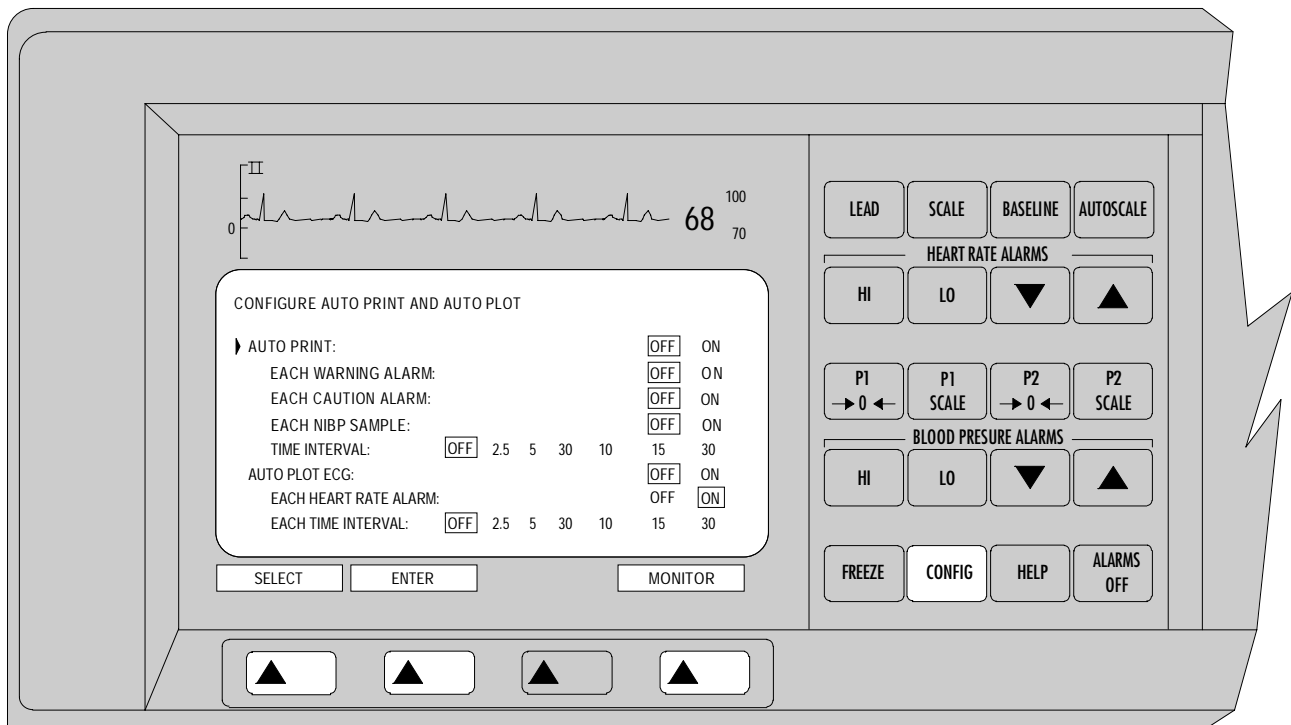 II
0
68
100
70
CONFIGURE AUTO PRINT AND AUTO PLOT
AUTO PRINT: OFF ON
EACH WARNING ALARM: OFF ON
EACH CAUTION ALARM: OFF ON
EACH NIBP SAMPLE: OFF ON
TIME INTERVAL: OFF 2.5 5 30 10 15 30
AUTO PLOT ECG: OFF ON
EACH HEART RATE ALARM: OFF ON
EACH TIME INTERVAL: OFF 2.5 5 30 10 15 30
SELECT ENTER MONITOR
LEAD SCALE BASELINE AUTOSCALE
HEART RATE ALARMS
HI LO
P1 P1 P2 P2
0 SCALE 0 SCALE
BLOOD PRESURE ALARMS
HI LO
FREEZE CONFIG HELP ALARMS
OFF